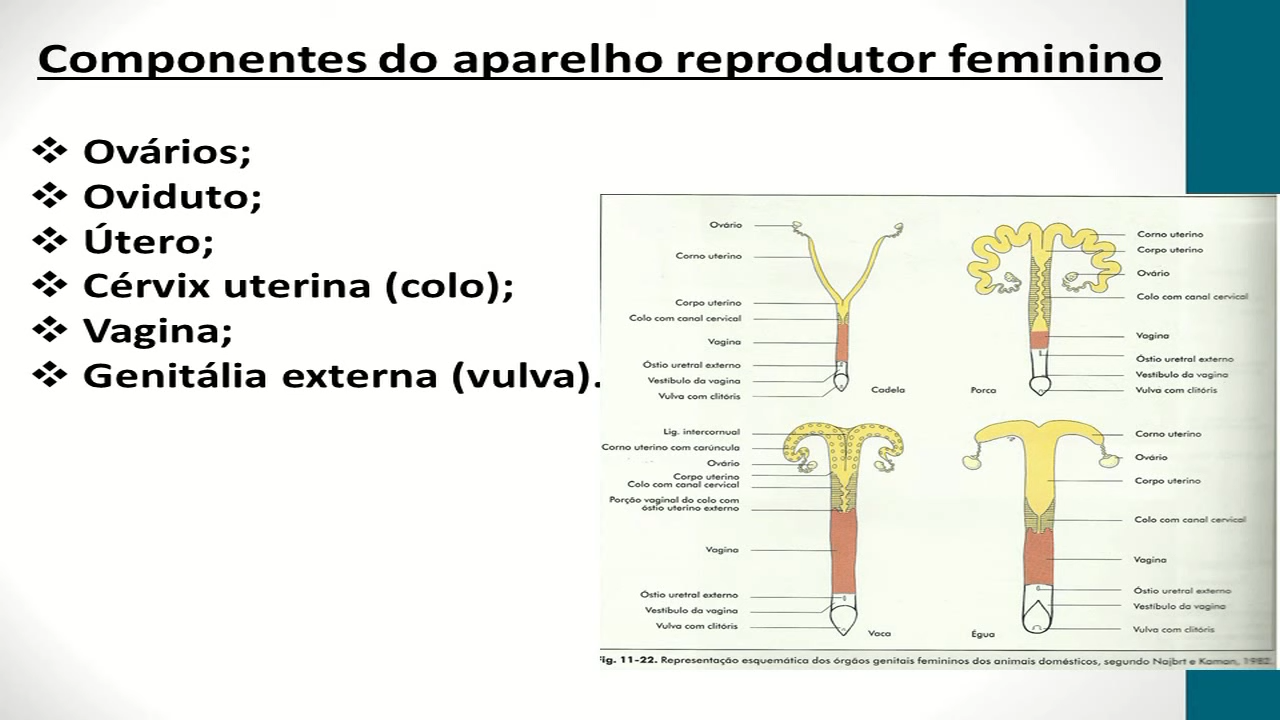 Componentes do aparelho reprodutor feminino
❖ Ovários;
❖ Oviduto;
❖ Útero;
❖ Cérvix uterina (colo);
❖ Vagina;
❖ Genitália externa (vulva).
Ovário
Corno uterino
Corpo uterino
Colo com canal cervical
Vagina
Óstio uretral externo
Vestíbulo da vagina
Vulva com clitóris
Cadela
Corno uterino
Corpo uterino
Ovário
Colo com canal cervical
Vagina
Óstio uretral externo
Vestíbulo da vagina
Vulva com clitóris
Porca
Lig. intercornual
Corno uterino com carúncula
Ovário
Corpo uterino
Colo com canal cervical
Porção vaginal do colo com
óstio uterino externo
Vagina
Óstio uretral externo
Vestíbulo da vagina
Vulva com clitóris
Vaca
Corno uterino
Ovário
Corpo uterino
Colo com canal cervical
Vagina
Óstio uretral externo
Vestíbulo da vagina
Vulva com clitóris
Égua
Fig. 11-22. Representação esquemática dos órgãos genitais femininos dos animais domésticos, segundo Najbrt e Kaman, 1982.